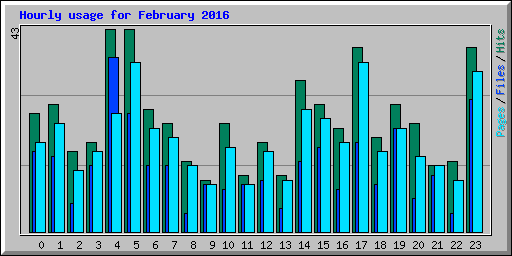 Hourly usage for February 2016
43
Pages/Files/Hits
0 1 2 3 4 5 6 7 8 9 10 11 12 13 14 15 16 17 18 19 20 21 22 23